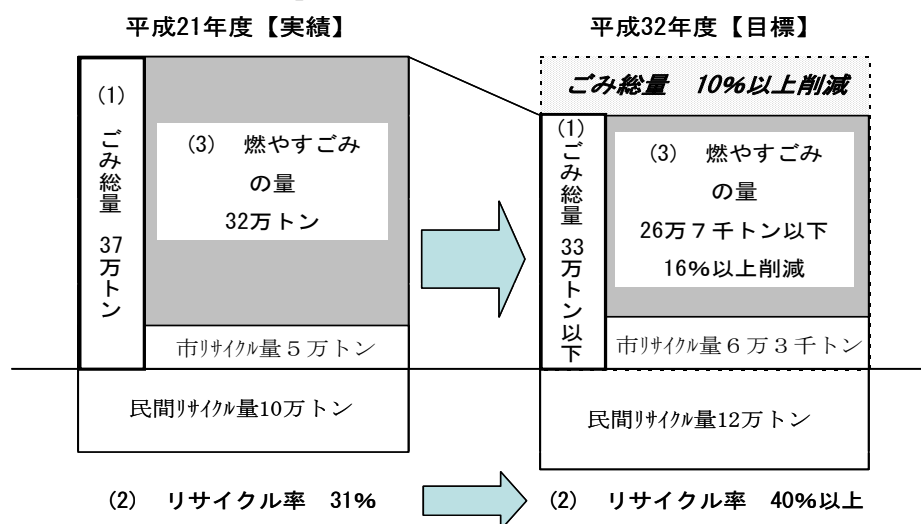 平成21年度【実績】
平成32年度【目標】
(1) ごみ総量 37万トン
(3) 燃やすごみ
の量
32万トン
市ﾘｻｲｸﾙ量5万トン
民間ﾘｻｲｸﾙ量10万トン
ごみ総量 10%以上削減
(1) ごみ総量 33万トン以下
(3) 燃やすごみ
の量
26万7千トン以下
16%以上削減
市ﾘｻｲｸﾙ量6万3千トン
民間ﾘｻｲｸﾙ量12万トン
(2) リサイクル率 31%
(2) リサイクル率 40%以上